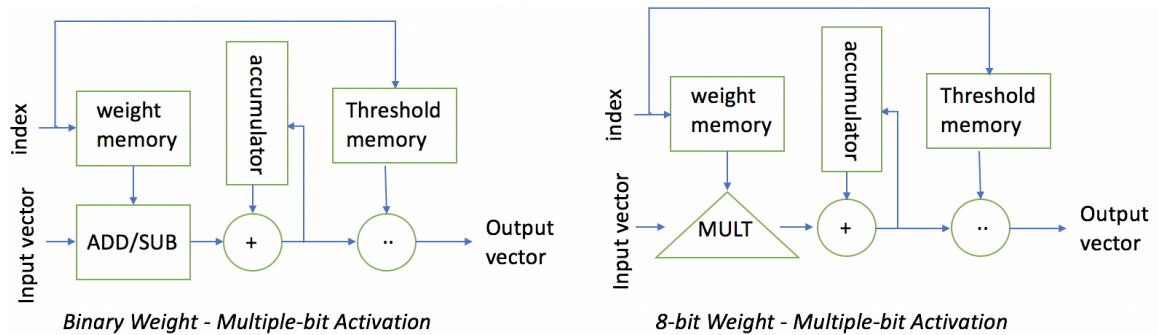 weight
memory
accumulator
Threshold
memory
index
Input vector
ADD/SUB
+
..
Output
vector
Binary Weight - Multiple-bit Activation
weight
memory
accumulator
Threshold
memory
index
Input vector
MULT
+
..
Output
vector
8-bit Weight - Multiple-bit Activation